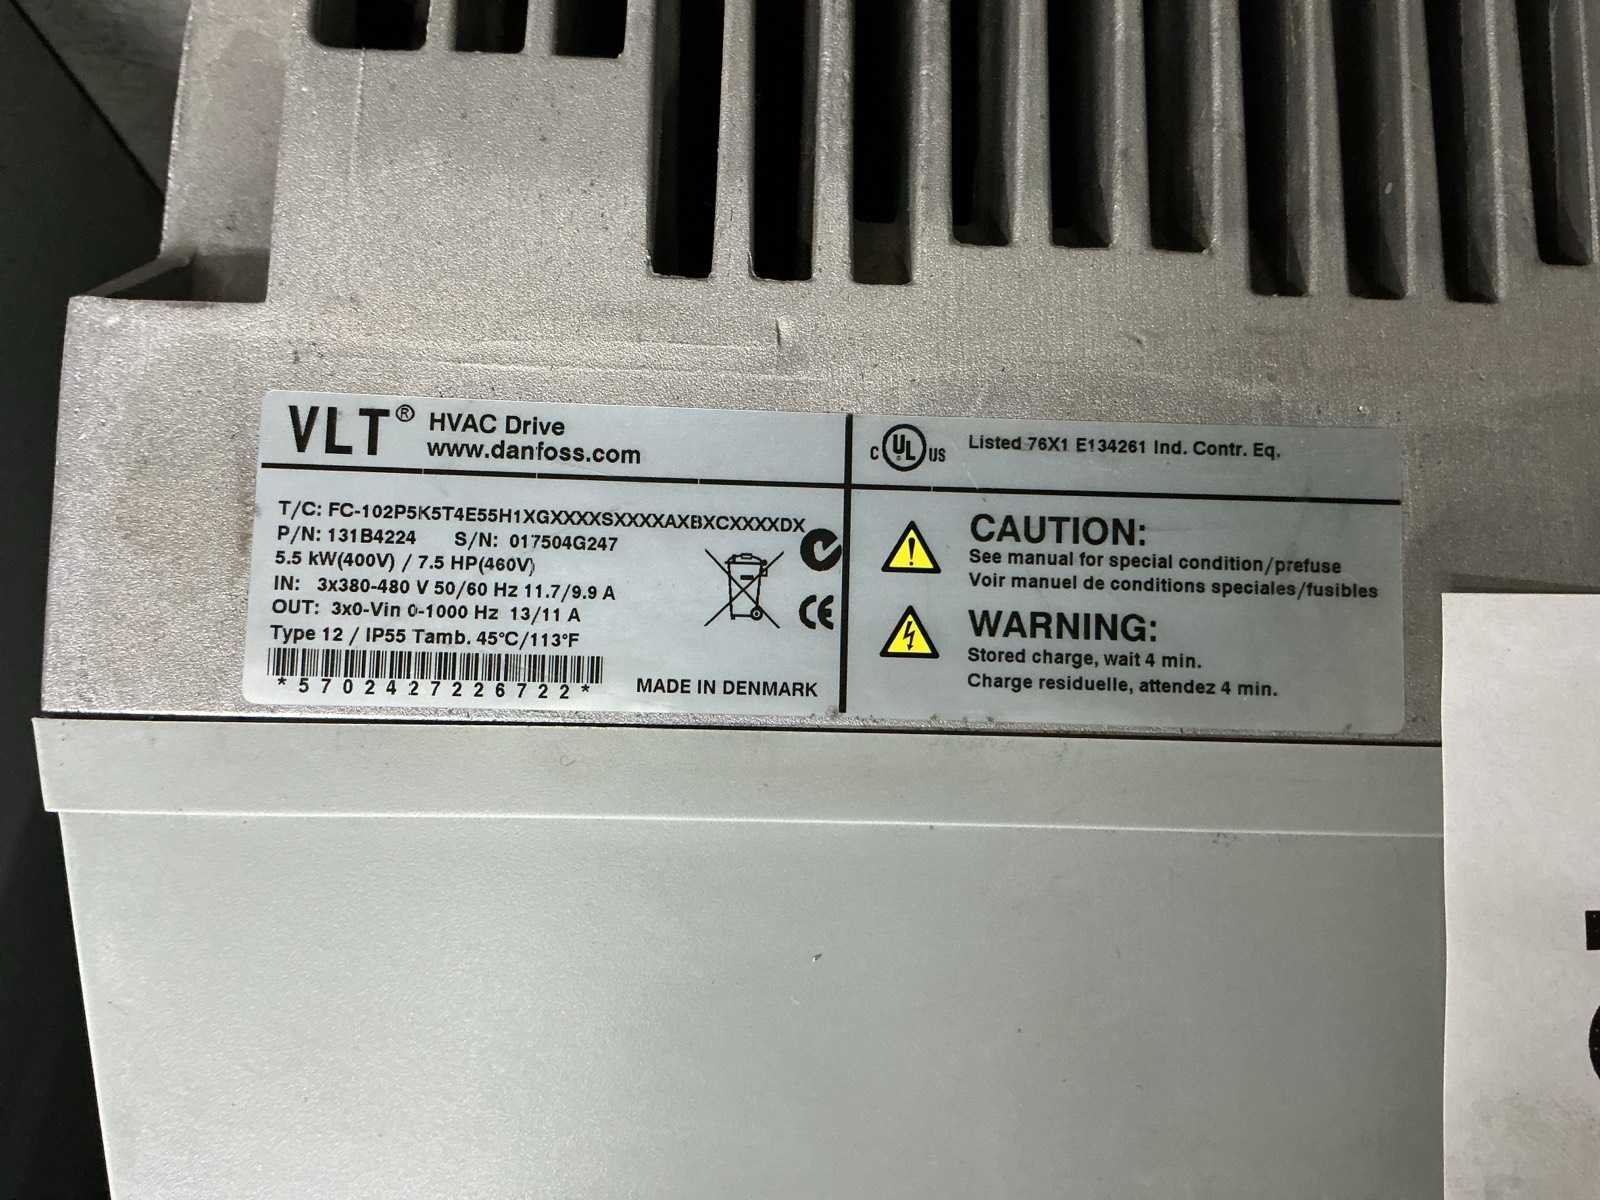 VLT® HVAC Drive
www.danfoss.com
T/C: FC-102P5K5T4E55H1XGXXXXSXXXXAXBXCXXXXDX
P/N: 131B4224 S/N: 017504G247
5.5 kW(400V) / 7.5 HP(460V)
IN: 3x380-480 V 50/60 Hz 11.7/9.9 A
OUT: 3x0-Vin 0-1000 Hz 13/11 A
Type 12 / IP55 Tamb. 45°C/113°F
*5702427226722*
MADE IN DENMARK
CE
C UL US Listed 76X1 E134261 Ind. Contr. Eq.
CAUTION:
See manual for special condition/prefuse
Voir manuel de conditions speciales/fusibles
WARNING:
Stored charge, wait 4 min.
Charge residuelle, attendez 4 min.